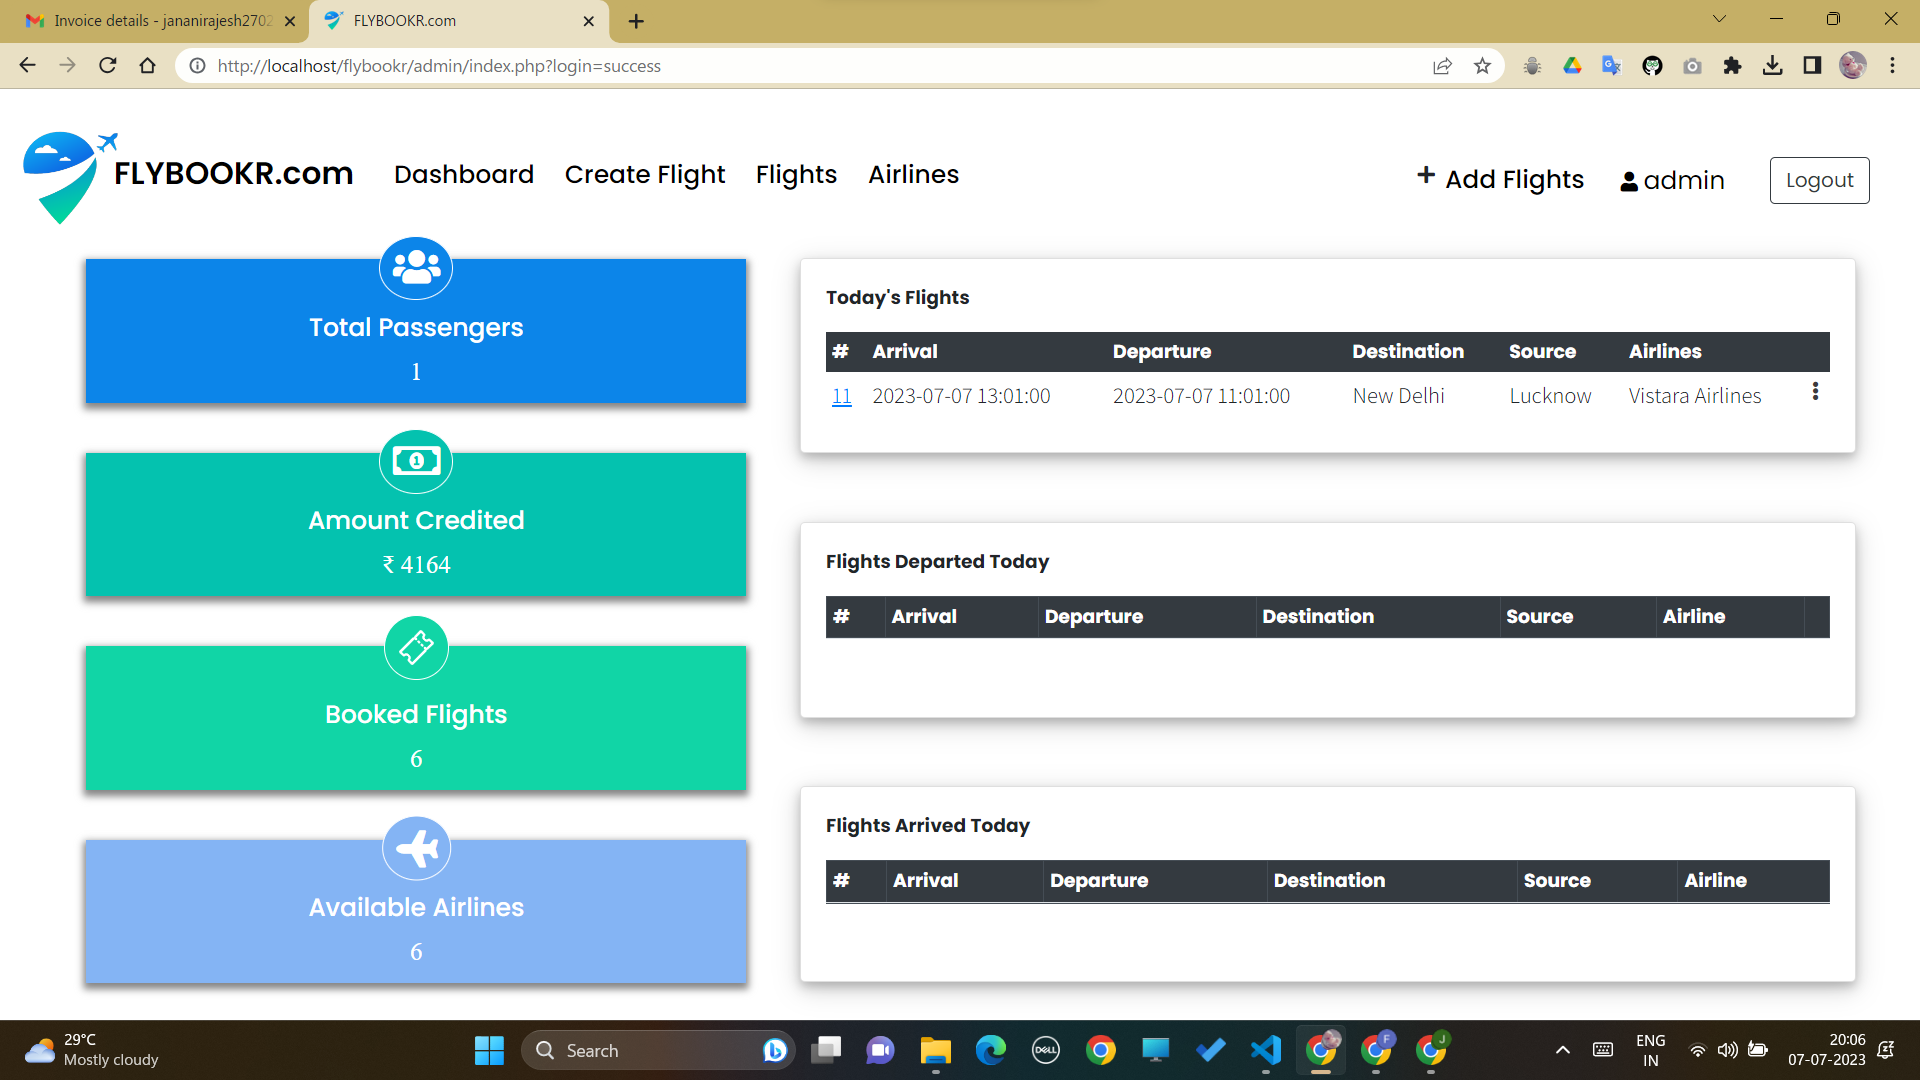 Invoice details - jananirajesh2702
FLYBOOKR.com
http://localhost/flybookr/admin/index.php?login=success
FLYBOOKR.com
Dashboard
Create Flight
Flights
Airlines
+ Add Flights
admin
Logout
Total Passengers
1
1
Amount Credited
₹ 4164
Booked Flights
6
Available Airlines
6
Today's Flights
# Arrival Departure Destination Source Airlines
11 2023-07-07 13:01:00 2023-07-07 11:01:00 New Delhi Lucknow Vistara Airlines
Flights Departed Today
# Arrival Departure Destination Source Airline
Flights Arrived Today
# Arrival Departure Destination Source Airline
29°C
Mostly cloudy
Search
DELL
F
J
ENG
IN
20:06
07-07-2023